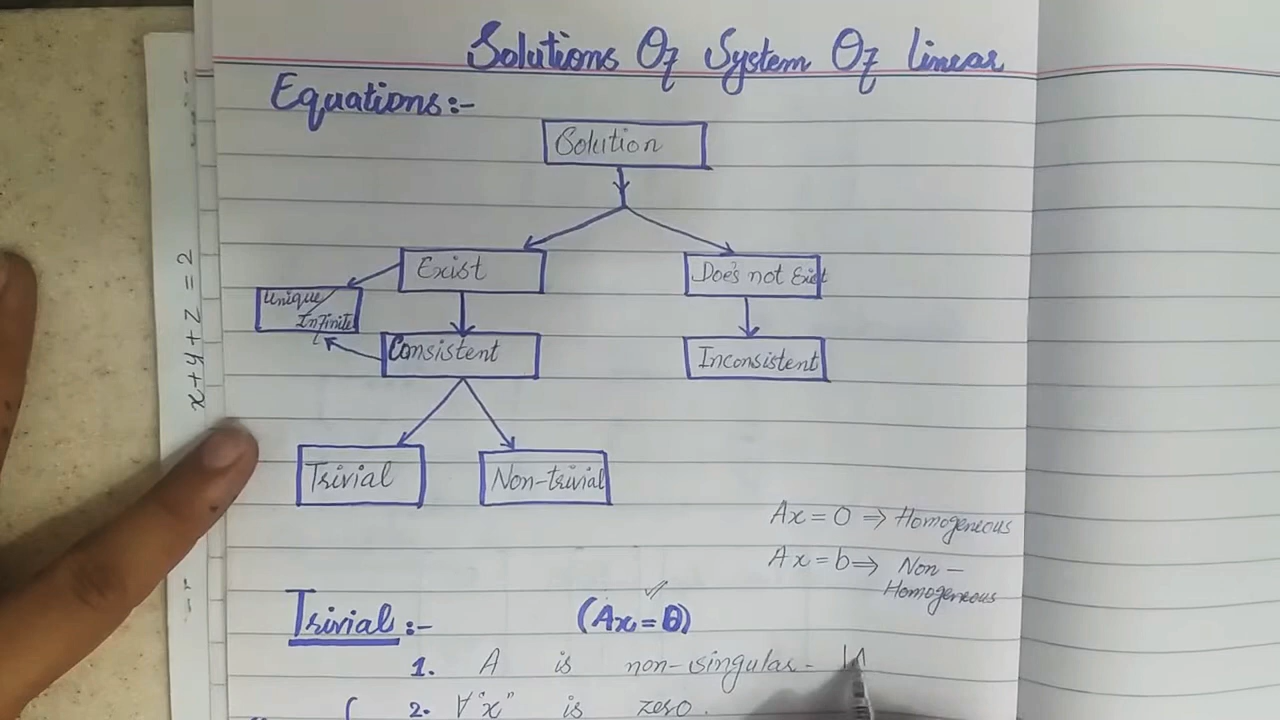 Solutions Of System Of Linear
Equations:-
Solution
Exist
Does not Exist
Unique
Infinite
Consistent
Inconsistent
Trivial
Non-trivial
x+y+z=2
Ax=0 ⇒ Homogeneous
Ax=b ⇒ Non-
Homogeneous
Trivial:- (Ax=0)
1. A is non-singular-
2. ∀"x" is zero.